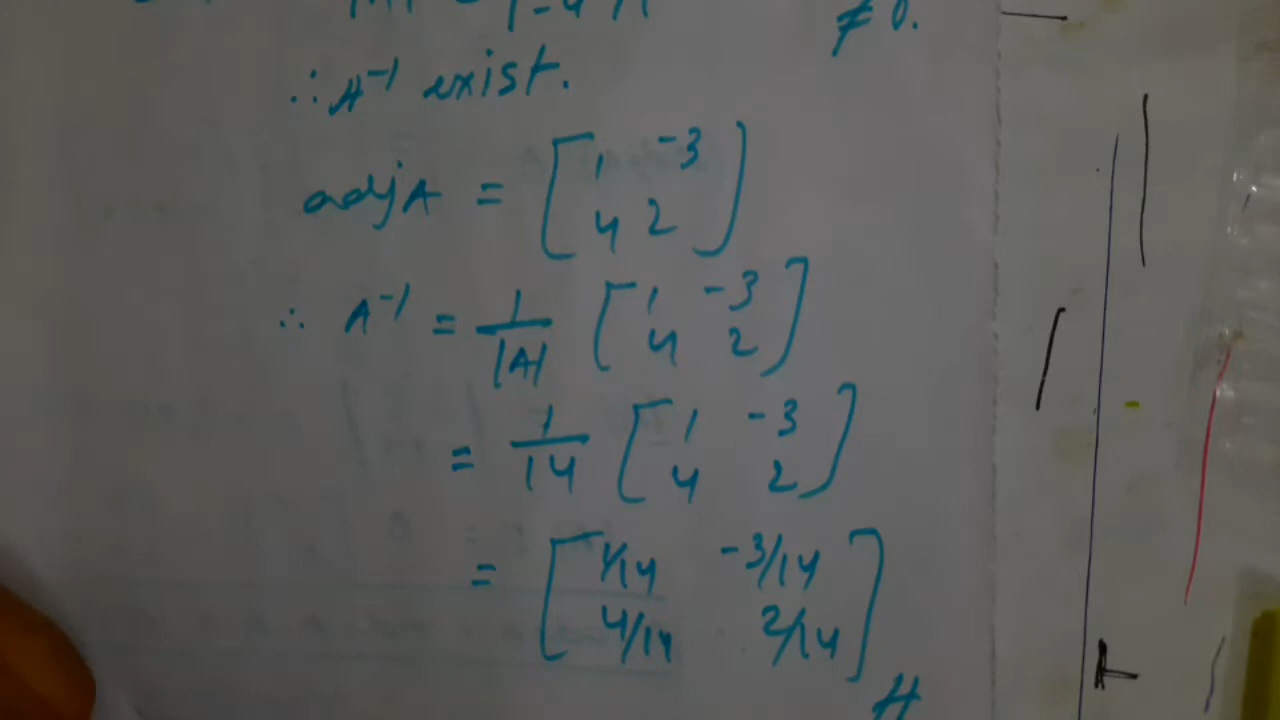 ≠ 0.
∴ A⁻¹ exist.
adj A = [1 -3
4 2]
∴ A⁻¹ = 1/|A| [1 -3
4 2]
= 1/14 [1 -3
4 2]
= [1/14 -3/14
4/14 2/14]